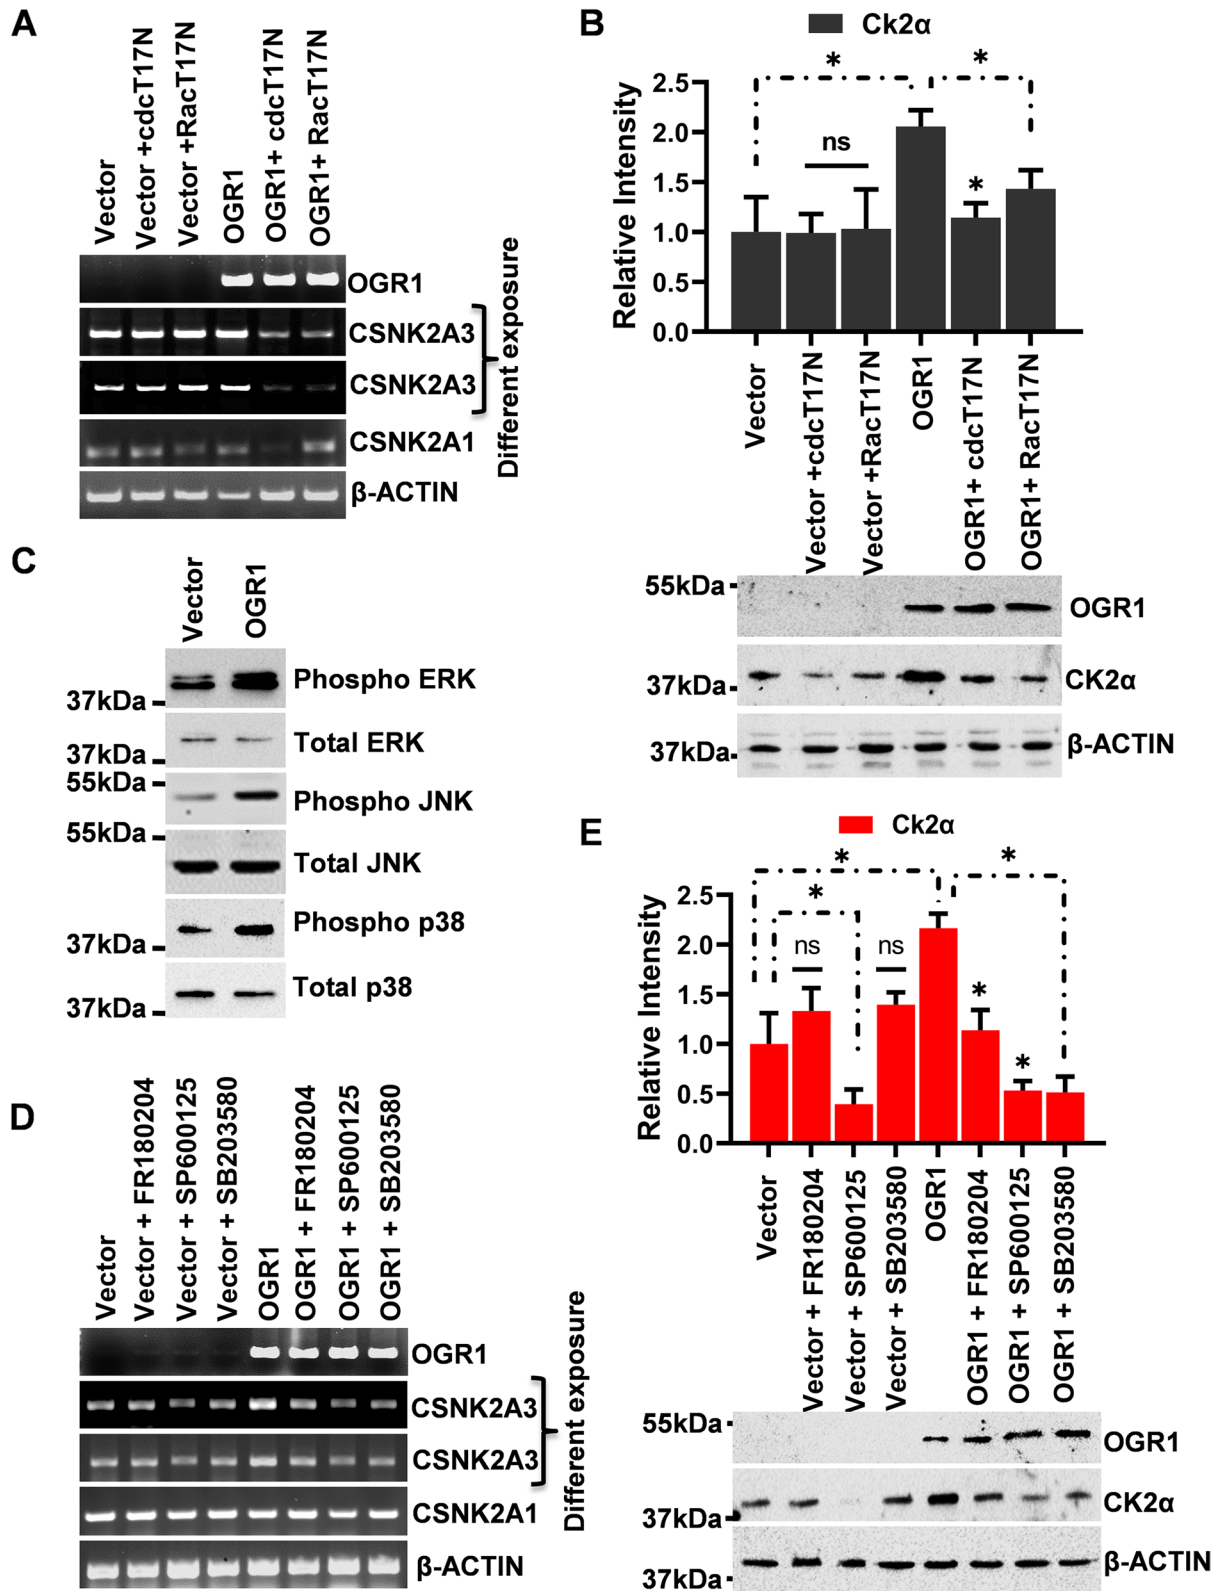 A
Vector
Vector +cdcT17N
Vector +RacT17N
OGR1
OGR1+ cdcT17N
OGR1+ RacT17N
OGR1
CSNK2A3
CSNK2A3
CSNK2A1
β-ACTIN
Different exposure
B
Ck2α
Relative Intensity
2.5
2.0
1.5
1.0
0.5
0.0
*
*
ns
*
Vector
Vector +cdcT17N
Vector +RacT17N
OGR1
OGR1+ cdcT17N
OGR1+ RacT17N
55kDa
OGR1
37kDa
CK2α
37kDa
β-ACTIN
C
Vector
OGR1
37kDa
Phospho ERK
37kDa
Total ERK
55kDa
Phospho JNK
55kDa
Total JNK
37kDa
Phospho p38
37kDa
Total p38
D
Vector
Vector + FR180204
Vector + SP600125
Vector + SB203580
OGR1
OGR1 + FR180204
OGR1 + SP600125
OGR1 + SB203580
OGR1
CSNK2A3
CSNK2A3
CSNK2A1
β-ACTIN
Different exposure
E
Ck2α
Relative Intensity
2.5
2.0
1.5
1.0
0.5
0.0
*
*
*
ns
ns
*
*
Vector
Vector + FR180204
Vector + SP600125
Vector + SB203580
OGR1
OGR1 + FR180204
OGR1 + SP600125
OGR1 + SB203580
55kDa
OGR1
37kDa
CK2α
37kDa
β-ACTIN